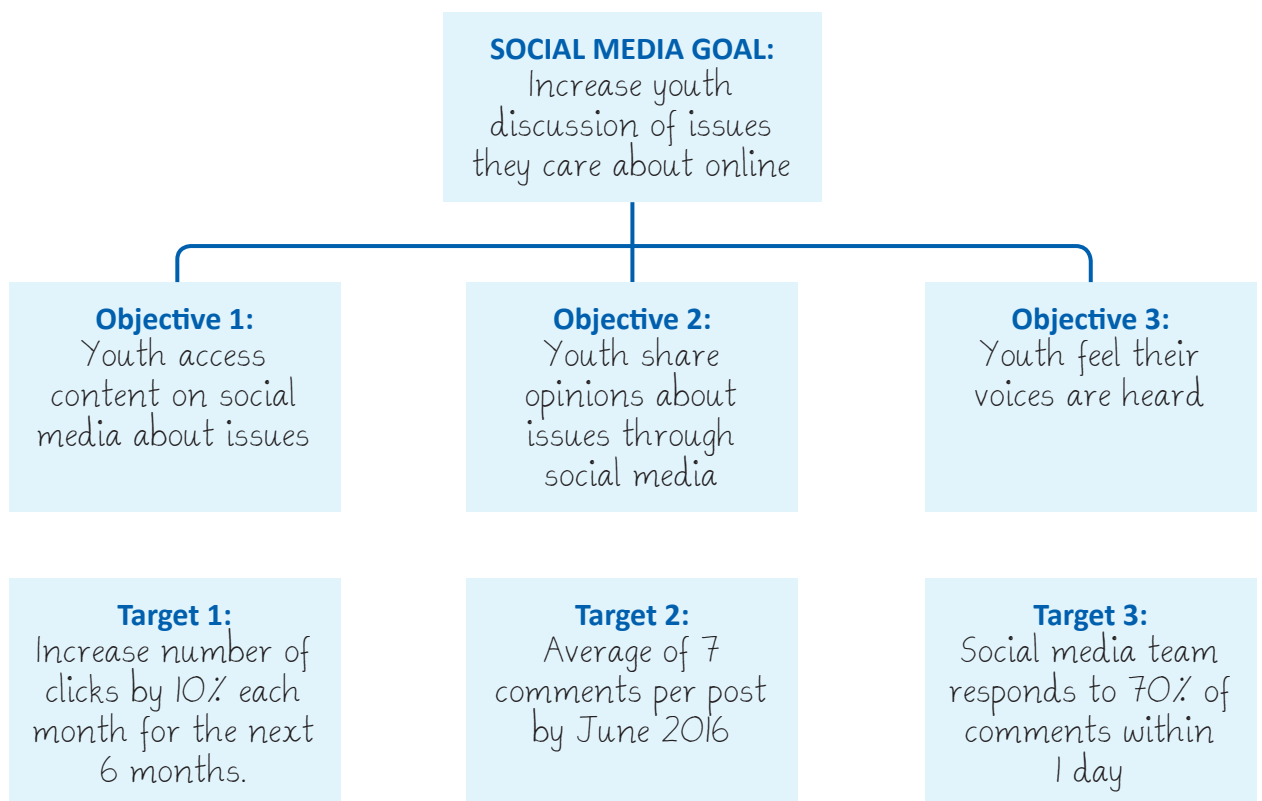 SOCIAL MEDIA GOAL:
Increase youth
discussion of issues
they care about online
Objective 1:
Youth access
content on social
media about issues
Objective 2:
Youth share
opinions about
issues through
social media
Objective 3:
Youth feel their
voices are heard
Target 1:
Increase number of
clicks by 10% each
month for the next
6 months.
Target 2:
Average of 7
comments per post
by June 2016
Target 3:
Social media team
responds to 70% of
comments within
1 day